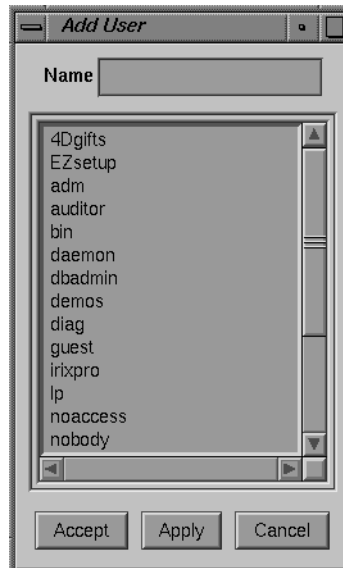 Add User
Name
4Dgifts
EZsetup
adm
auditor
bin
daemon
dbadmin
demos
diag
guest
irixpro
lp
noaccess
nobody
Accept Apply Cancel